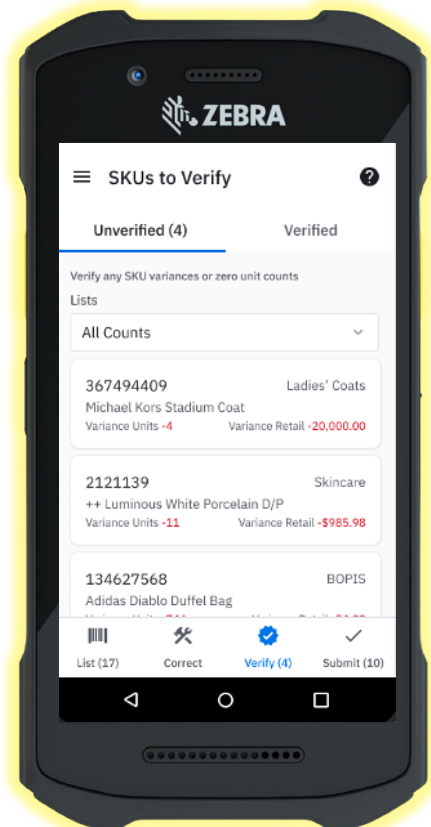 ZEBRA
SKUs to Verify
Unverified (4) Verified
Verify any SKU variances or zero unit counts
Lists
All Counts
367494409 Ladies' Coats
Michael Kors Stadium Coat
Variance Units -4 Variance Retail -20,000.00
2121139 Skincare
++ Luminous White Porcelain D/P
Variance Units -11 Variance Retail -$985.98
134627568 BOPIS
Adidas Diablo Duffel Bag
List (17) Correct Verify (4) Submit (10)